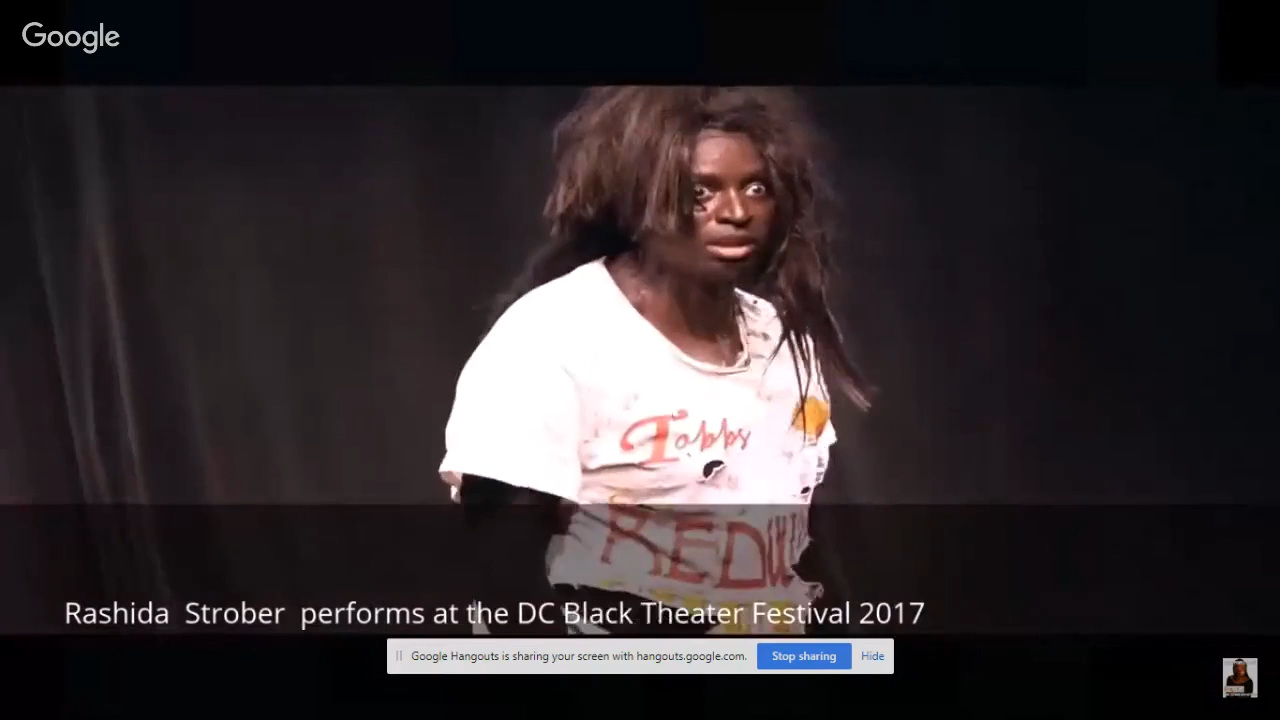 Google
Tabbs
Rashida Strober performs at the DC Black Theater Festival 2017
Google Hangouts is sharing your screen with hangouts.google.com.
Stop sharing
Hide